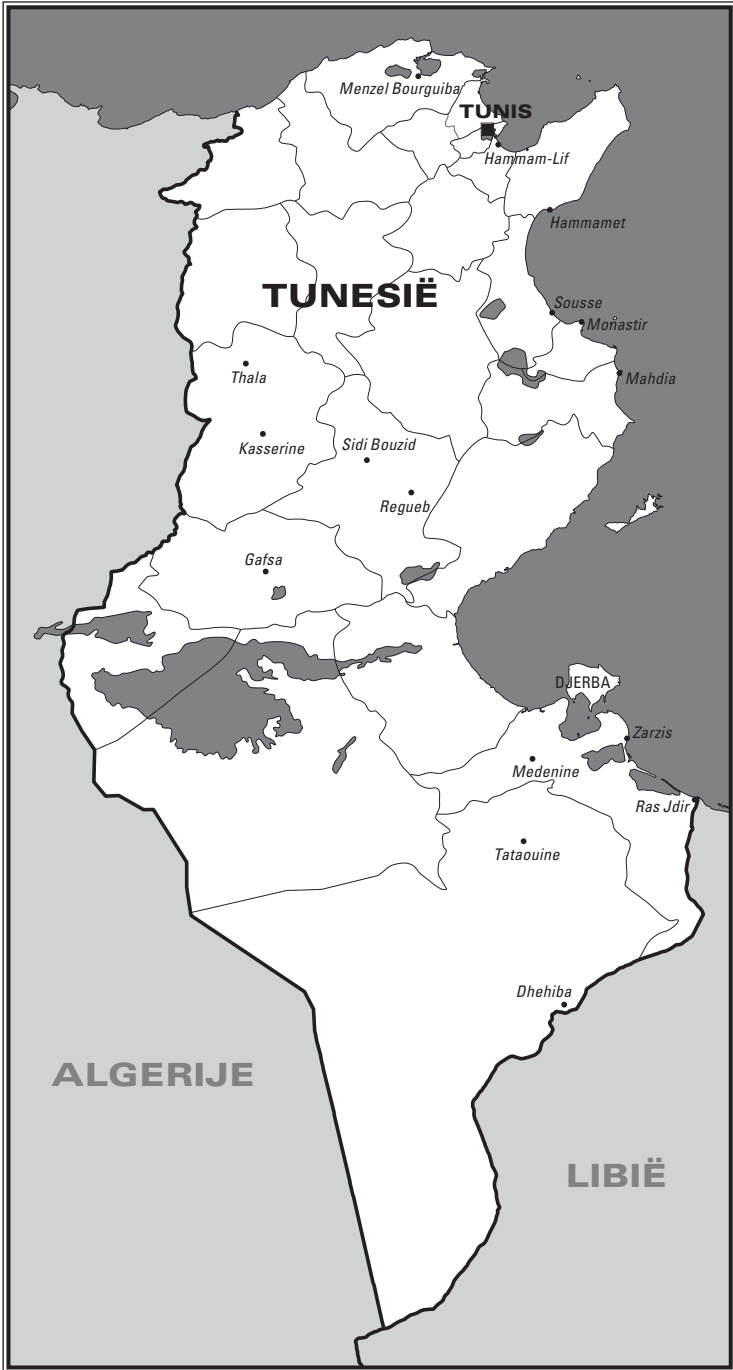 Menzel Bourguiba
TUNIS
Hammam-Lif
Hammamet
TUNESIË
Sousse
Monastir
Thala
Mahdia
Kasserine
Sidi Bouzid
Regueb
Gafsa
DJERBA
Zarzis
Medenine
Ras Jdir
Tataouine
Dhehiba
ALGERIJE
LIBIË